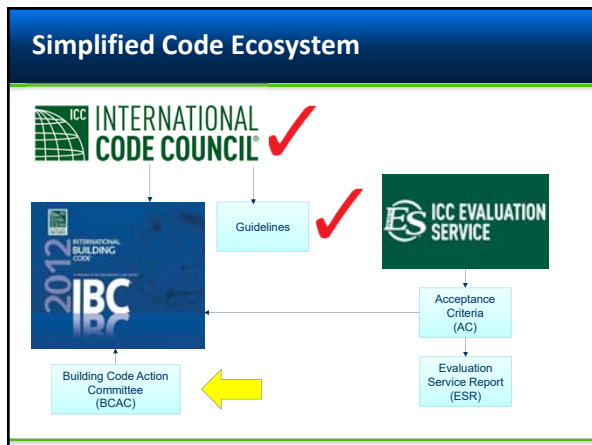 Simplified Code Ecosystem
ICC INTERNATIONAL
CODE COUNCIL®
Guidelines
ES ICC EVALUATION
SERVICE
2012
INTERNATIONAL
BUILDING
CODE
IBC
Acceptance
Criteria
(AC)
Building Code Action
Committee
(BCAC)
Evaluation
Service Report
(ESR)